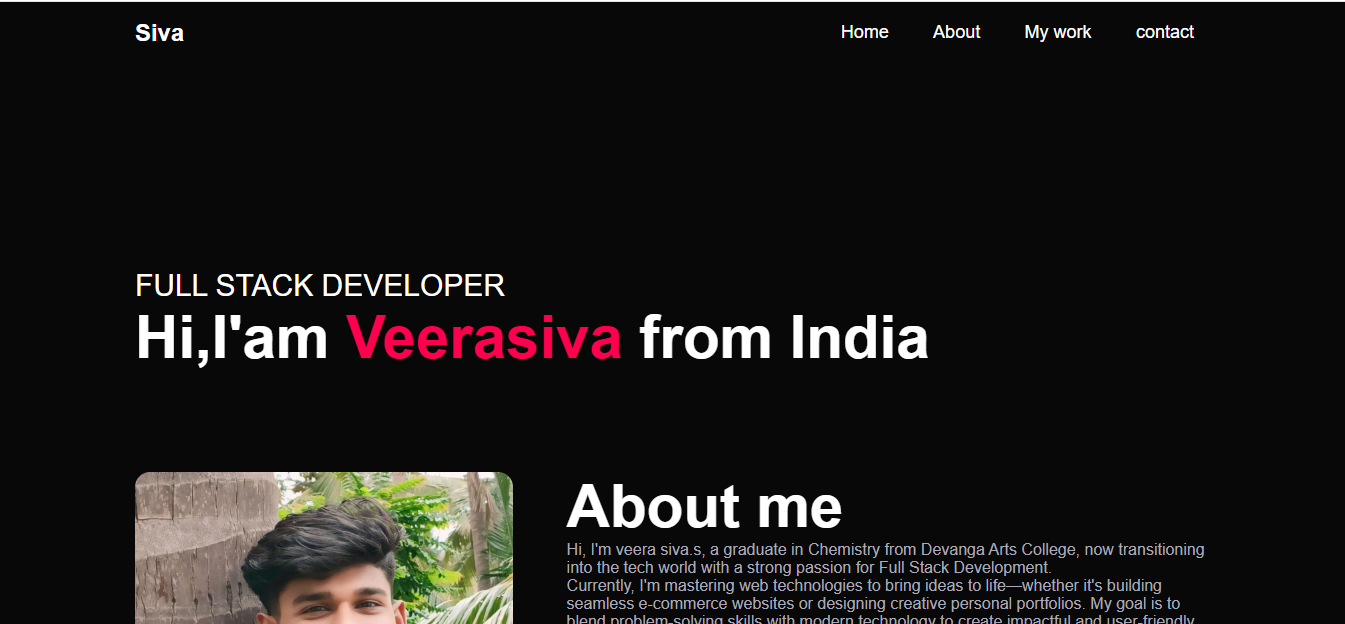 Siva
Home About My work contact
FULL STACK DEVELOPER
Hi,I'am Veerasiva from India
About me
Hi, I'm veera siva.s, a graduate in Chemistry from Devanga Arts College, now transitioning
into the tech world with a strong passion for Full Stack Development.
Currently, I'm mastering web technologies to bring ideas to life—whether it's building
seamless e-commerce websites or designing creative personal portfolios. My goal is to
blend problem-solving skills with modern technology to create impactful and user-friendly